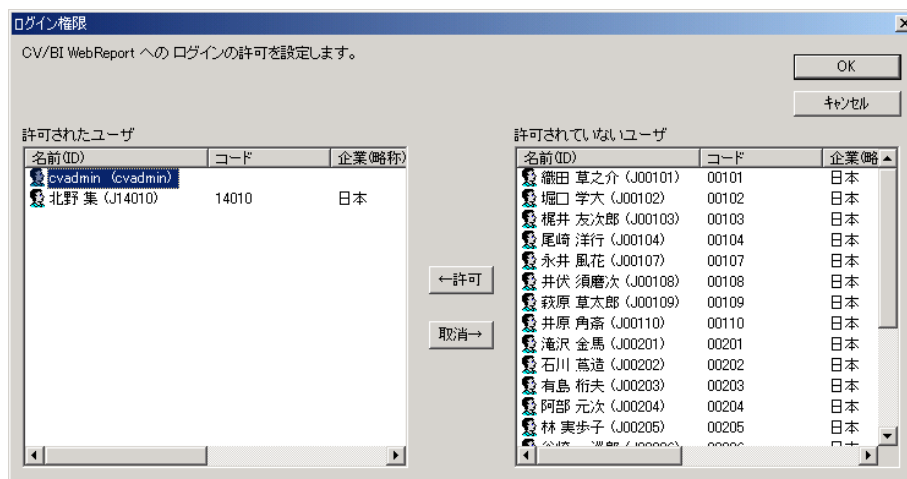 ログイン権限
CV/BI WebReport への ログインの許可を設定します。
OK
キャンセル
許可されたユーザ
名前(ID) コード 企業(略称)
cvadmin (cvadmin)
北野 集 (J14010) 14010 日本
←許可
取消→
許可されていないユーザ
名前(ID) コード 企業(略
織田 草之介 (J00101) 00101 日本
堀口 学大 (J00102) 00102 日本
梶井 友次郎 (J00103) 00103 日本
尾崎 洋行 (J00104) 00104 日本
永井 風花 (J00107) 00107 日本
井伏 須磨次 (J00108) 00108 日本
萩原 草太郎 (J00109) 00109 日本
井原 角斎 (J00110) 00110 日本
滝沢 金馬 (J00201) 00201 日本
石川 蔦造 (J00202) 00202 日本
有島 桁夫 (J00203) 00203 日本
阿部 元次 (J00204) 00204 日本
林 実歩子 (J00205) 00205 日本